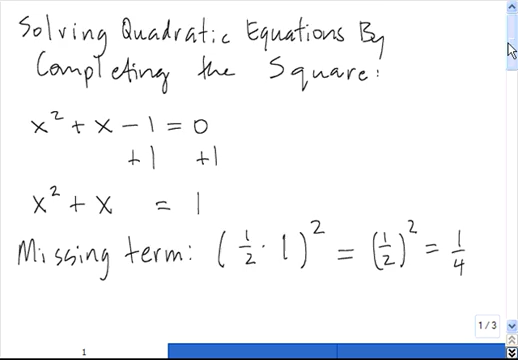 Solving Quadratic Equations By
Completing the Square:
x² + x - 1 = 0
+1 +1
x² + x = 1
Missing term: (1/2 · 1)² = (1/2)² = 1/4
1 / 3
1